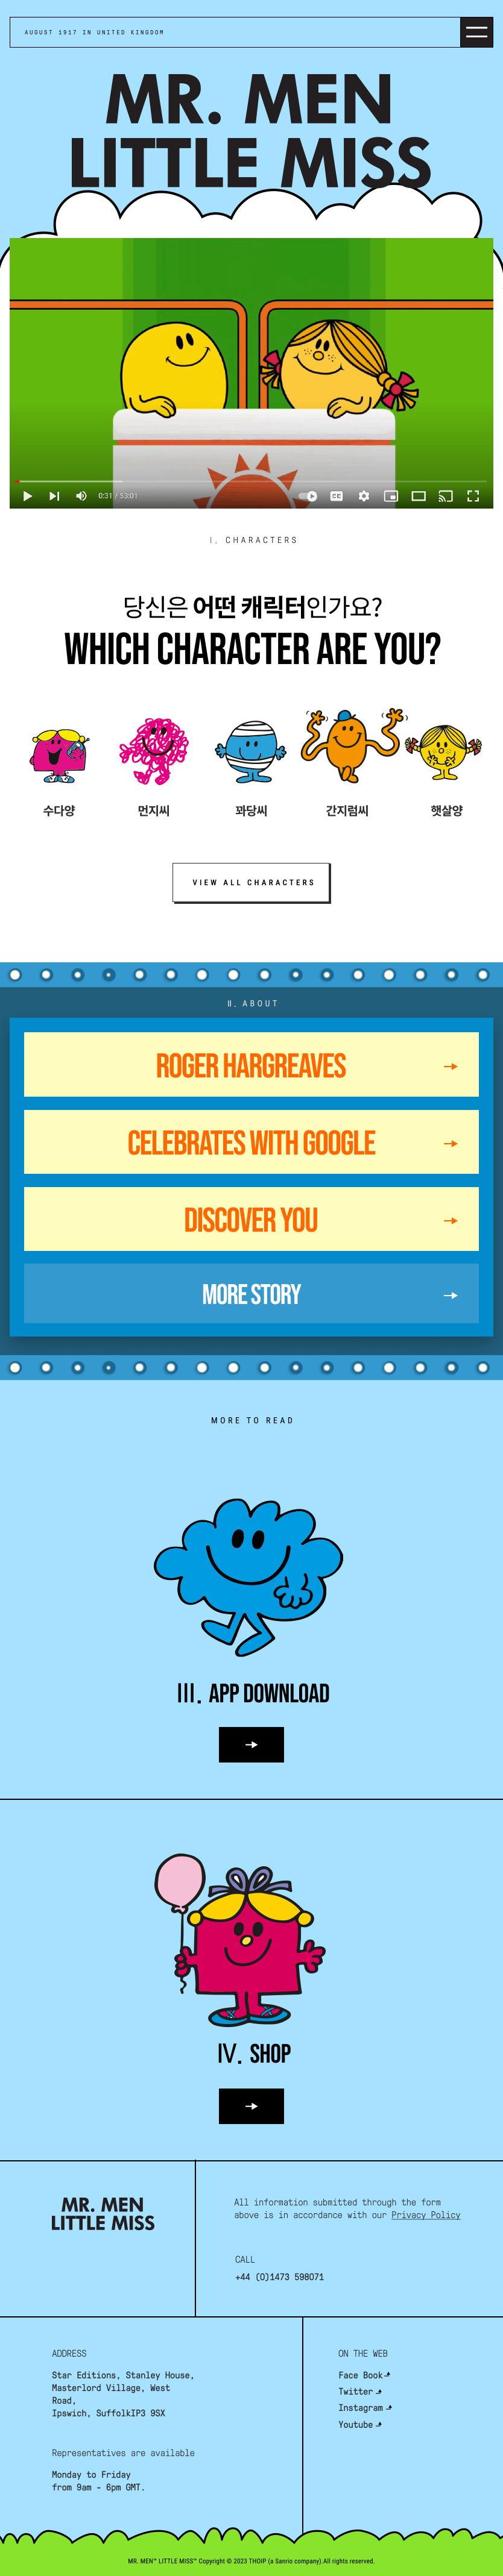 AUGUST 1917 IN UNITED KINGDOM
MR. MEN
LITTLE MISS
0:31 / 53:01
CC
I. CHARACTERS
당신은 어떤 캐릭터인가요?
WHICH CHARACTER ARE YOU?
수다양
먼지씨
꽈당씨
간지럼씨
햇살양
VIEW ALL CHARACTERS
II. ABOUT
ROGER HARGREAVES
CELEBRATES WITH GOOGLE
DISCOVER YOU
MORE STORY
MORE TO READ
III. APP DOWNLOAD
IV. SHOP
MR. MEN
LITTLE MISS
All information submitted through the form
above is in accordance with our Privacy Policy
CALL
+44 (0)1473 598071
ADDRESS
Star Editions, Stanley House,
Masterlord Village, West
Road,
Ipswich, SuffolkIP3 9SX
Representatives are available
Monday to Friday
from 9am - 6pm GMT.
ON THE WEB
Face Book
Twitter
Instagram
Youtube
MR. MEN™ LITTLE MISS™ Copyright © 2023 THOIP (a Sanrio company).All rights reserved.